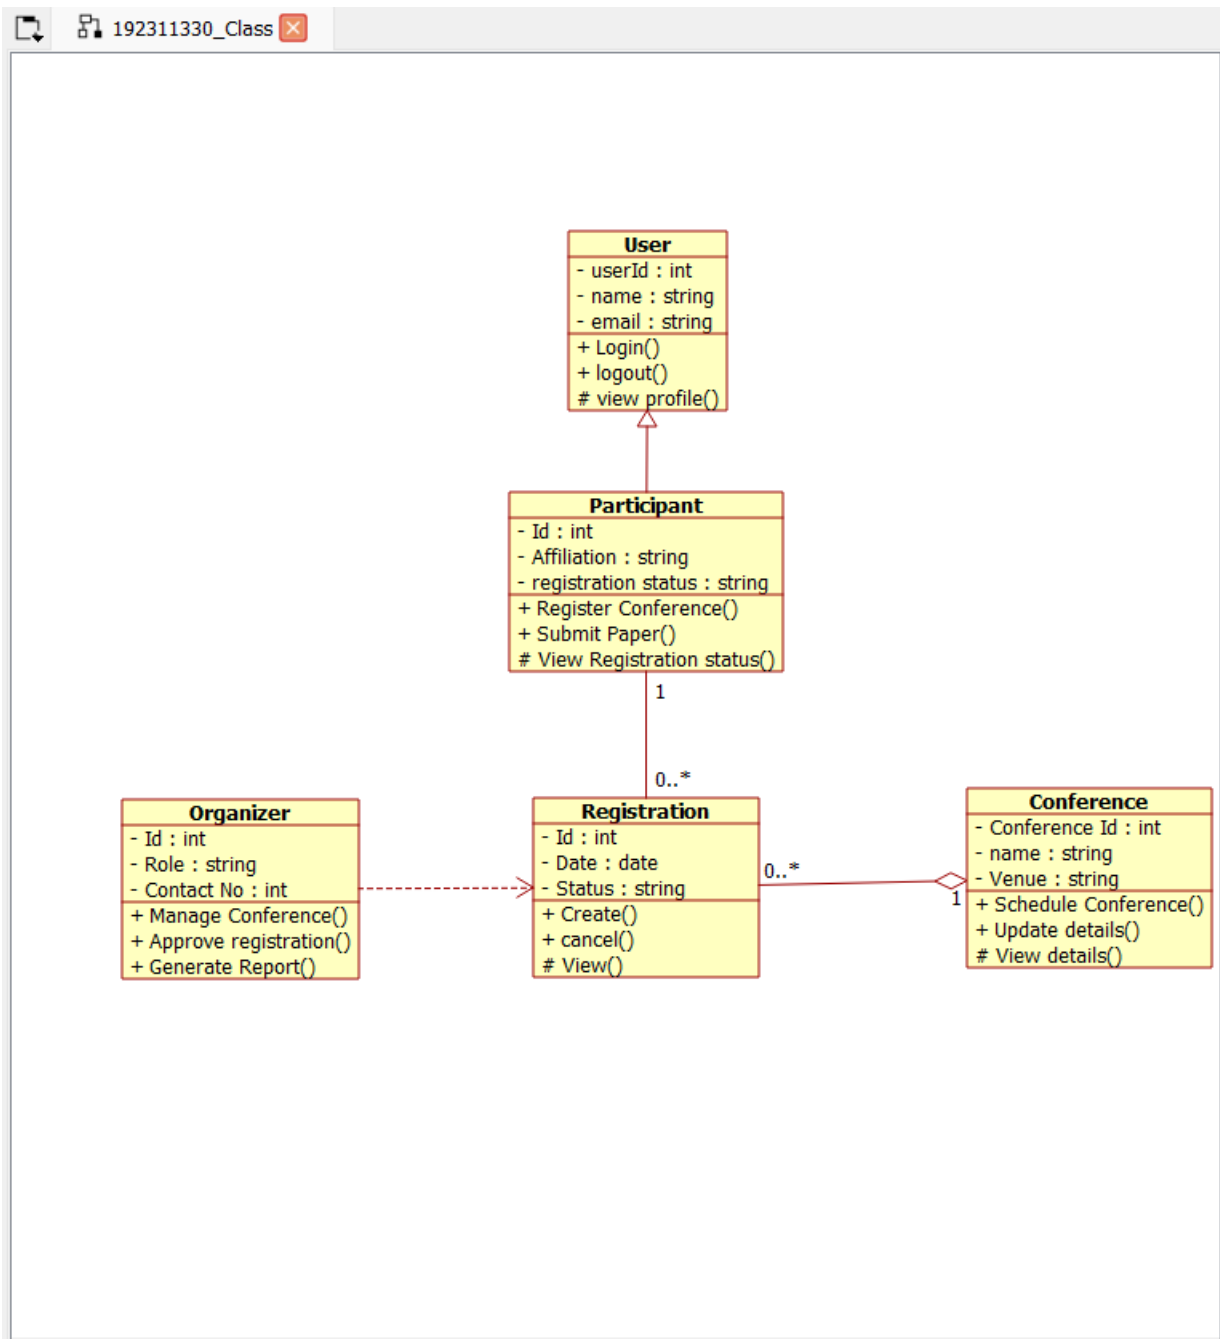 192311330_Class
User
- userId : int
- name : string
- email : string
+ Login()
+ logout()
# view profile()
Participant
- Id : int
- Affiliation : string
- registration status : string
+ Register Conference()
+ Submit Paper()
# View Registration status()
1
0..*
Organizer
- Id : int
- Role : string
- Contact No : int
+ Manage Conference()
+ Approve registration()
+ Generate Report()
Registration
- Id : int
- Date : date
- Status : string
+ Create()
+ cancel()
# View()
0..*
1
Conference
- Conference Id : int
- name : string
- Venue : string
+ Schedule Conference()
+ Update details()
# View details()